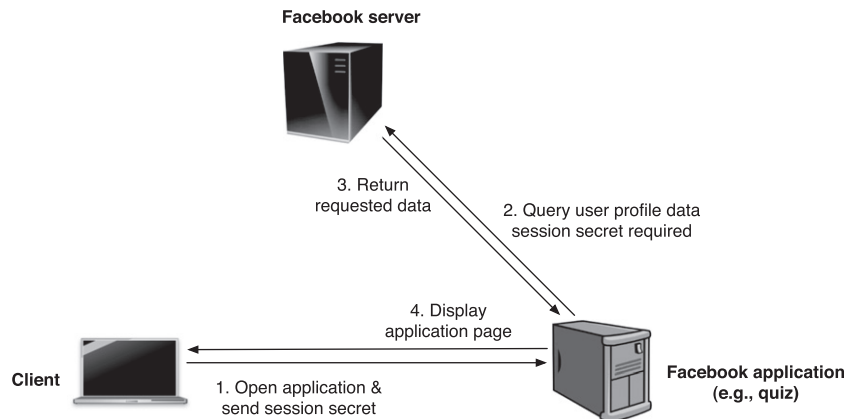 Facebook server
3. Return
requested data
2. Query user profile data
session secret required
4. Display
application page
Client
1. Open application &
send session secret
Facebook application
(e.g., quiz)